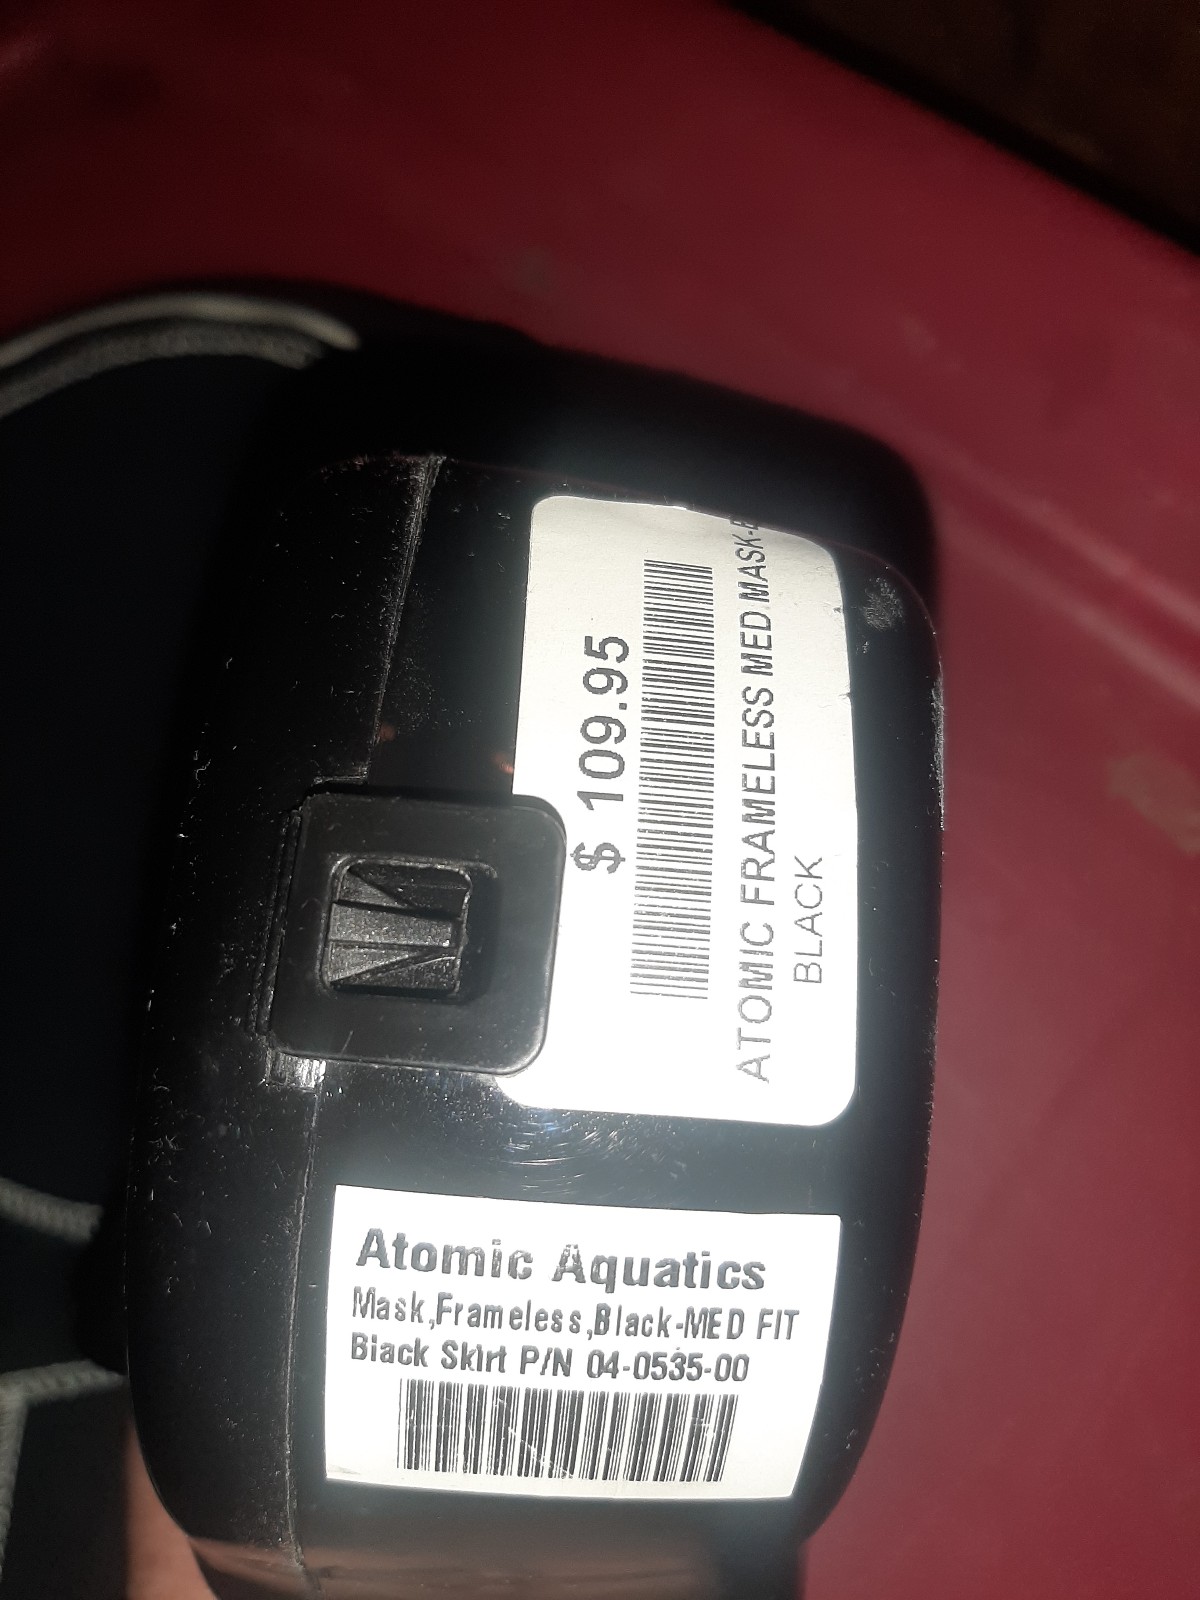 $ 109.95
ATOMIC FRAMELESS MED MASK-
BLACK
Atomic Aquatics
Mask,Frameless,Black-MED FIT
Black Skirt P/N 04-0535-00